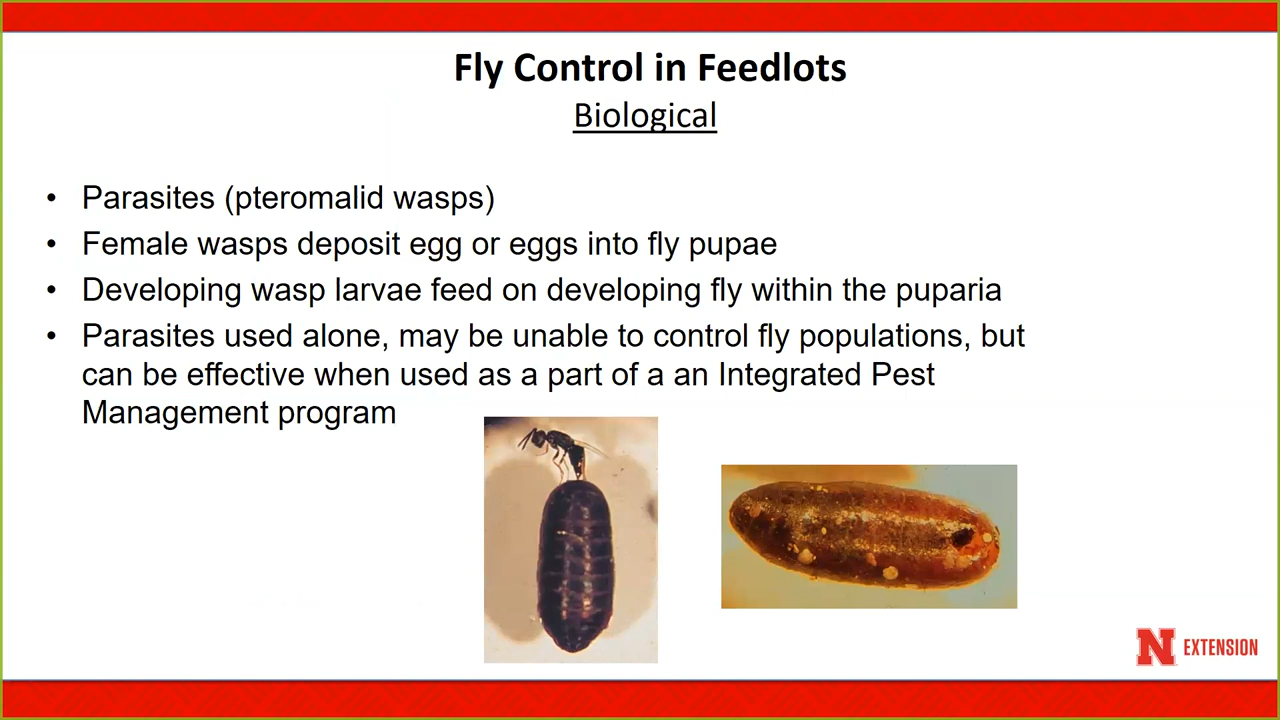 Fly Control in Feedlots
Biological
• Parasites (pteromalid wasps)
• Female wasps deposit egg or eggs into fly pupae
• Developing wasp larvae feed on developing fly within the puparia
• Parasites used alone, may be unable to control fly populations, but
can be effective when used as a part of a an Integrated Pest
Management program
N EXTENSION